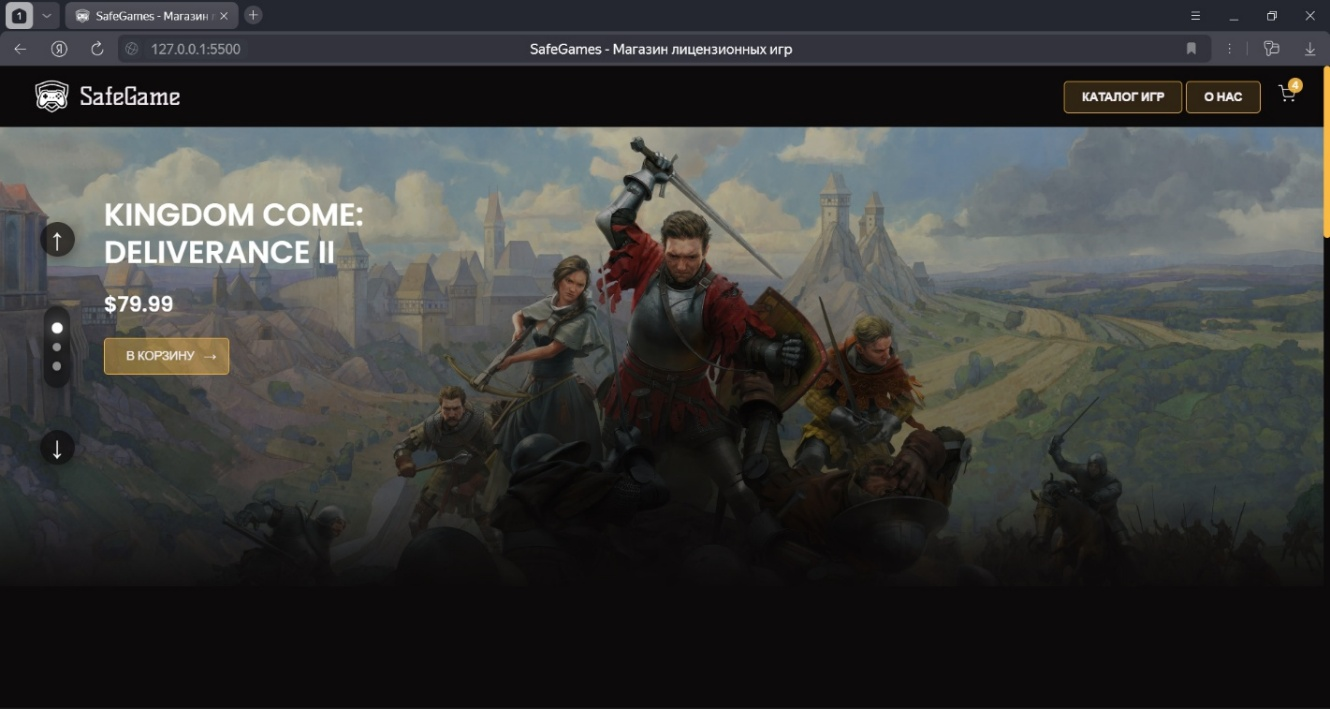 1
SafeGames - Магазин л
127.0.0.1:5500
SafeGames - Магазин лицензионных игр
SafeGame
КАТАЛОГ ИГР
О НАС
4
KINGDOM COME:
DELIVERANCE II
$79.99
В КОРЗИНУ →